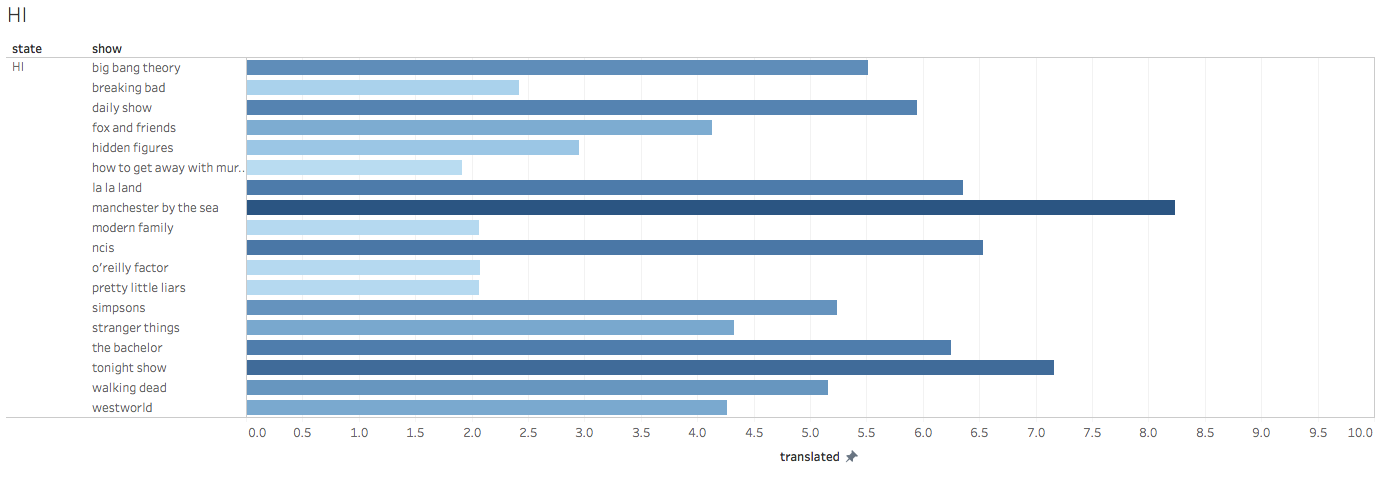 HI
state show
HI big bang theory
breaking bad
daily show
fox and friends
hidden figures
how to get away with mur..
la la land
manchester by the sea
modern family
ncis
o'reilly factor
pretty little liars
simpsons
stranger things
the bachelor
tonight show
walking dead
westworld
0.0 0.5 1.0 1.5 2.0 2.5 3.0 3.5 4.0 4.5 5.0 5.5 6.0 6.5 7.0 7.5 8.0 8.5 9.0 9.5 10.0
translated